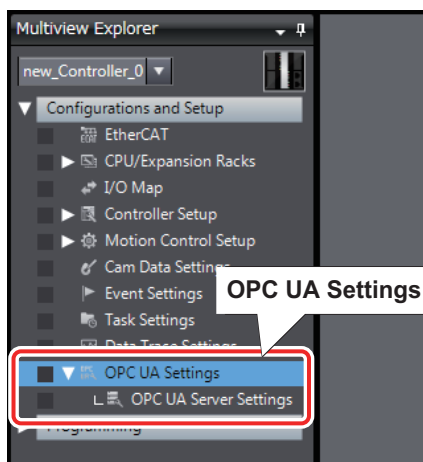 Multiview Explorer
new_Controller_0
Configurations and Setup
EtherCAT
CPU/Expansion Racks
I/O Map
Controller Setup
Motion Control Setup
Cam Data Settings
Event Settings
OPC UA Settings
Task Settings
Data Trace Settings
OPC UA Settings
OPC UA Server Settings
Programming